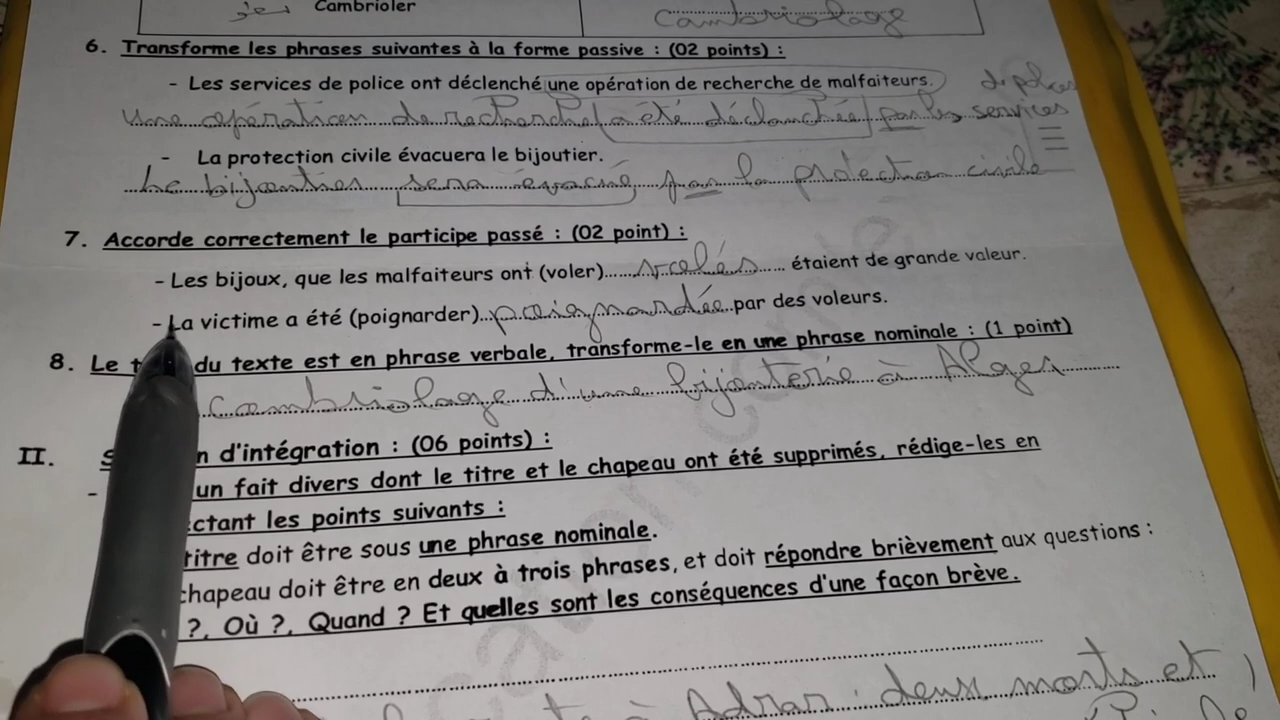 Cambrioler
Cambriolage
6. Transforme les phrases suivantes à la forme passive : (02 points) :
- Les services de police ont déclenché une opération de recherche de malfaiteurs.
de police
Une opération de recherche a été déclanchée par les services
- La protection civile évacuera le bijoutier.
Le bijoutier sera évacué par la protection civile
7. Accorde correctement le participe passé : (02 point) :
- Les bijoux, que les malfaiteurs ont (voler)......volés...... étaient de grande valeur.
- La victime a été (poignarder)..poignardée..par des voleurs.
8. Le t du texte est en phrase verbale, transforme-le en une phrase nominale : (1 point)
Cambriolage d'une bijouterie à Alger
II. S n d'intégration : (06 points) :
- un fait divers dont le titre et le chapeau ont été supprimés, rédige-les en
ctant les points suivants :
titre doit être sous une phrase nominale.
chapeau doit être en deux à trois phrases, et doit répondre brièvement aux questions :
?, Où ?, Quand ? Et quelles sont les conséquences d'une façon brève.
à Adrar : deux morts et